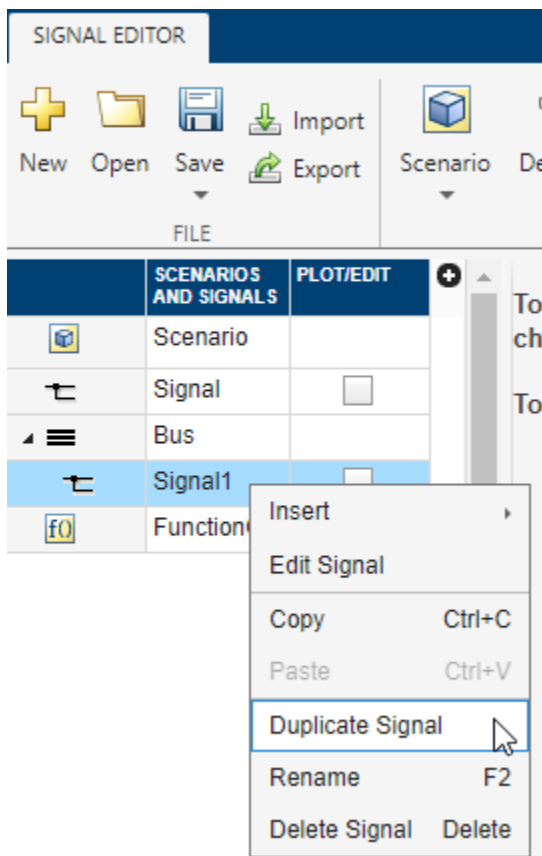 SIGNAL EDITOR
Import
New Open Save Export Scenario
FILE
SCENARIOS AND SIGNALS PLOT/EDIT
Scenario
Signal
Bus
Signal1
f()
Insert
Edit Signal
Copy Ctrl+C
Paste Ctrl+V
Duplicate Signal
Rename F2
Delete Signal Delete